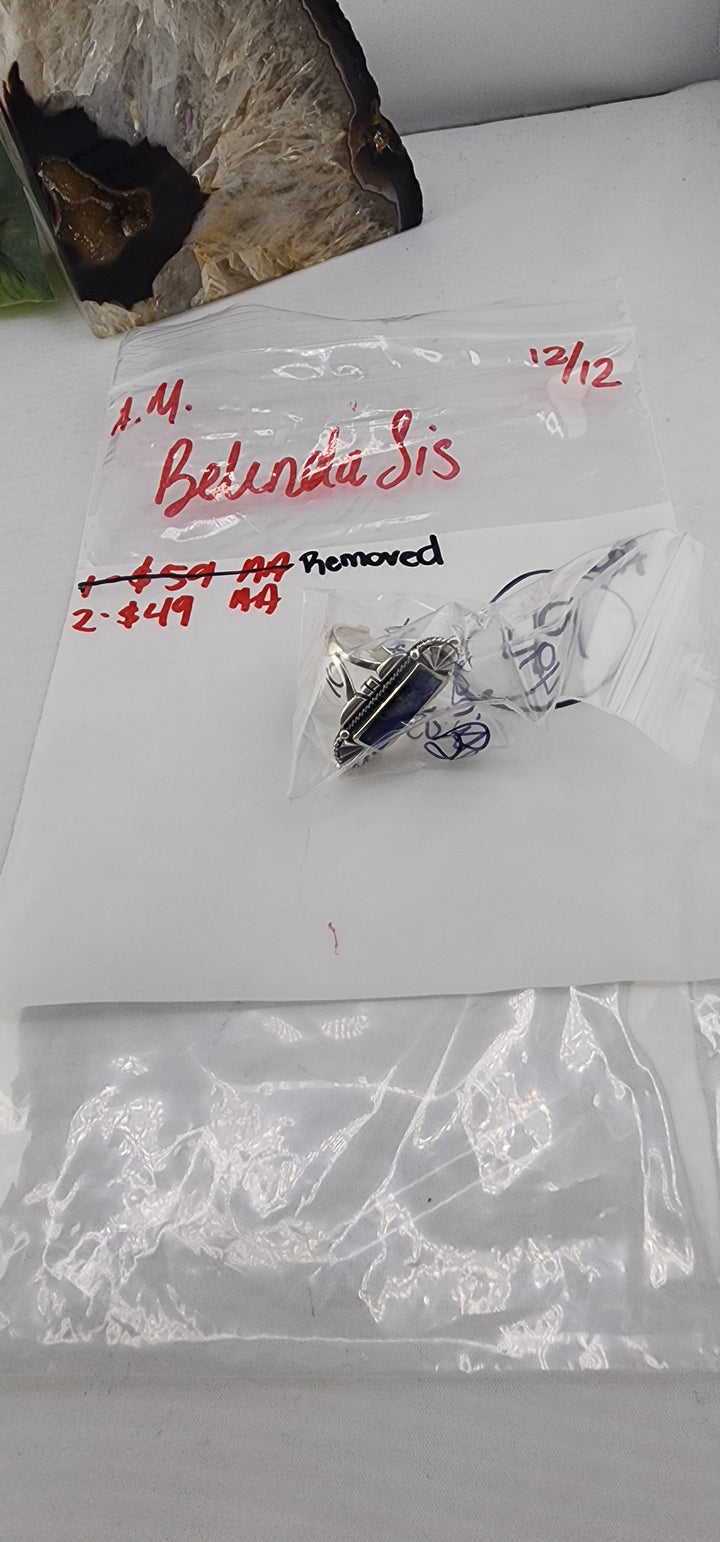 A.M.
12/12
Belinda Sis
1- $59 AA Removed
2- $49 AA